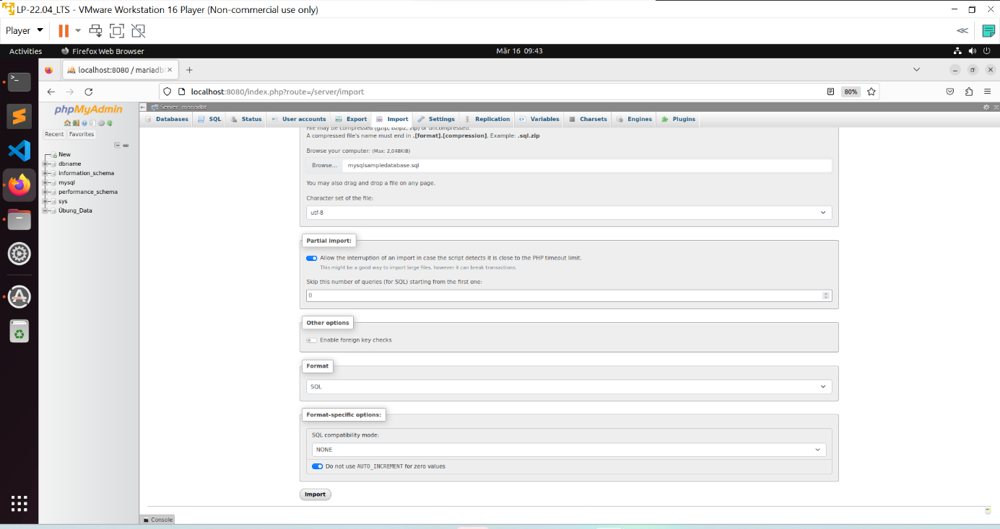 LP-22.04_LTS - VMware Workstation 16 Player (Non-commercial use only)
Player
Activities
Firefox Web Browser
Mär 16 09:43
localhost:8080 / mariadb
localhost:8080/index.php?route=/server/import
80%
phpMyAdmin
Recent
Favorites
New
dbname
information_schema
mysql
performance_schema
sys
Übung_Data
Server: mariadbt
Databases
SQL
Status
User accounts
Export
Import
Settings
Replication
Variables
Charsets
Engines
Plugins
File may be compressed (gzip, bzip2, zip) or uncompressed.
A compressed file's name must end in .[format].[compression]. Example: .sql.zip
Browse your computer: (Max: 2,048KiB)
Browse... mysqlsampledatabase.sql
You may also drag and drop a file on any page.
Character set of the file:
utf-8
Partial import:
Allow the interruption of an import in case the script detects it is close to the PHP timeout limit.
This might be a good way to import large files, however it can break transactions.
Skip this number of queries (for SQL) starting from the first one:
0
Other options
Enable foreign key checks
Format
SQL
Format-specific options:
SQL compatibility mode:
NONE
Do not use AUTO_INCREMENT for zero values
Import
Console